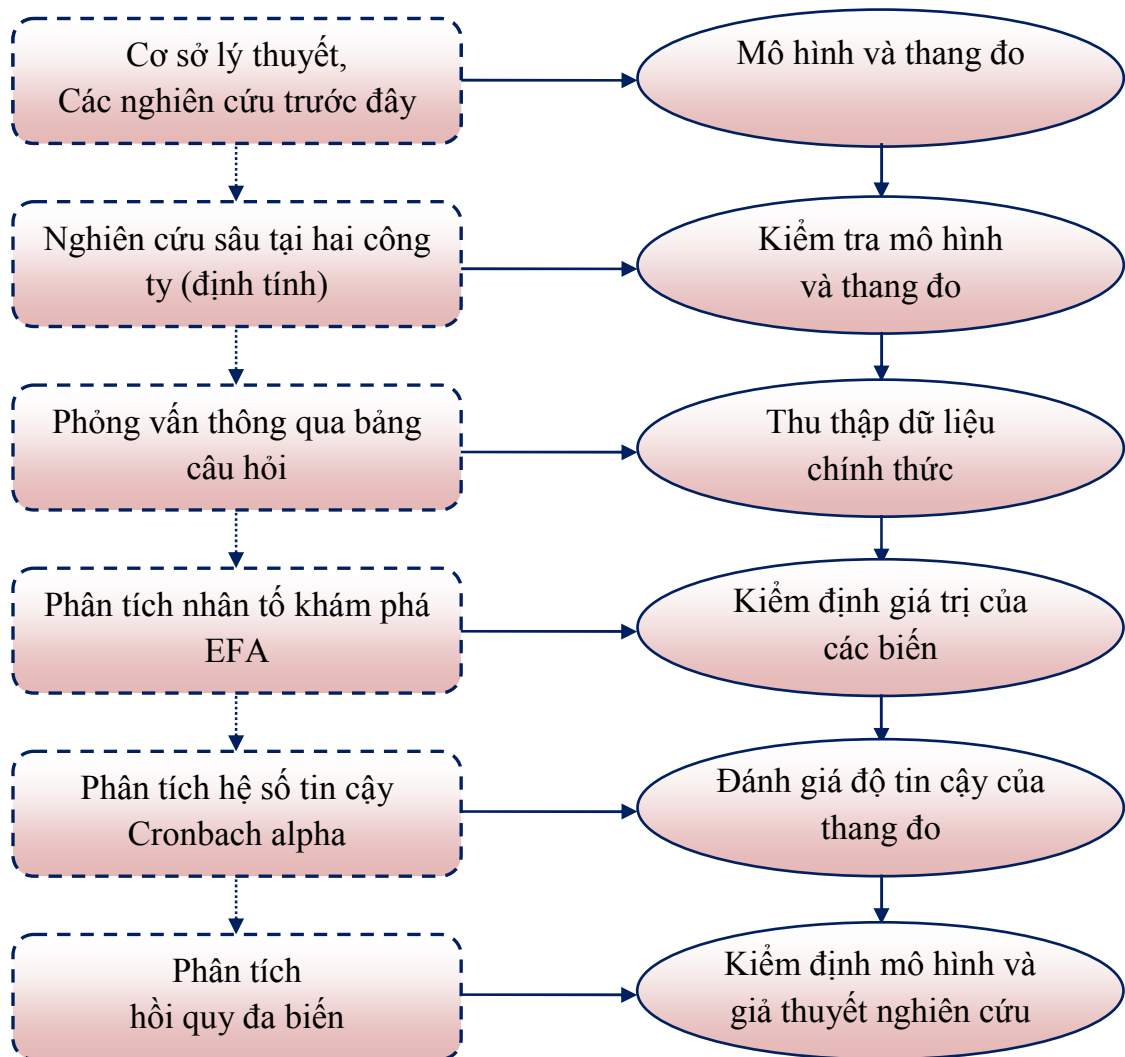 Cơ sở lý thuyết,
Các nghiên cứu trước đây
Mô hình và thang đo
Nghiên cứu sâu tại hai công
ty (định tính)
Kiểm tra mô hình
và thang đo
Phỏng vấn thông qua bảng
câu hỏi
Thu thập dữ liệu
chính thức
Phân tích nhân tố khám phá
EFA
Kiểm định giá trị của
các biến
Phân tích hệ số tin cậy
Cronbach alpha
Đánh giá độ tin cậy của
thang đo
Phân tích
hồi quy đa biến
Kiểm định mô hình và
giả thuyết nghiên cứu